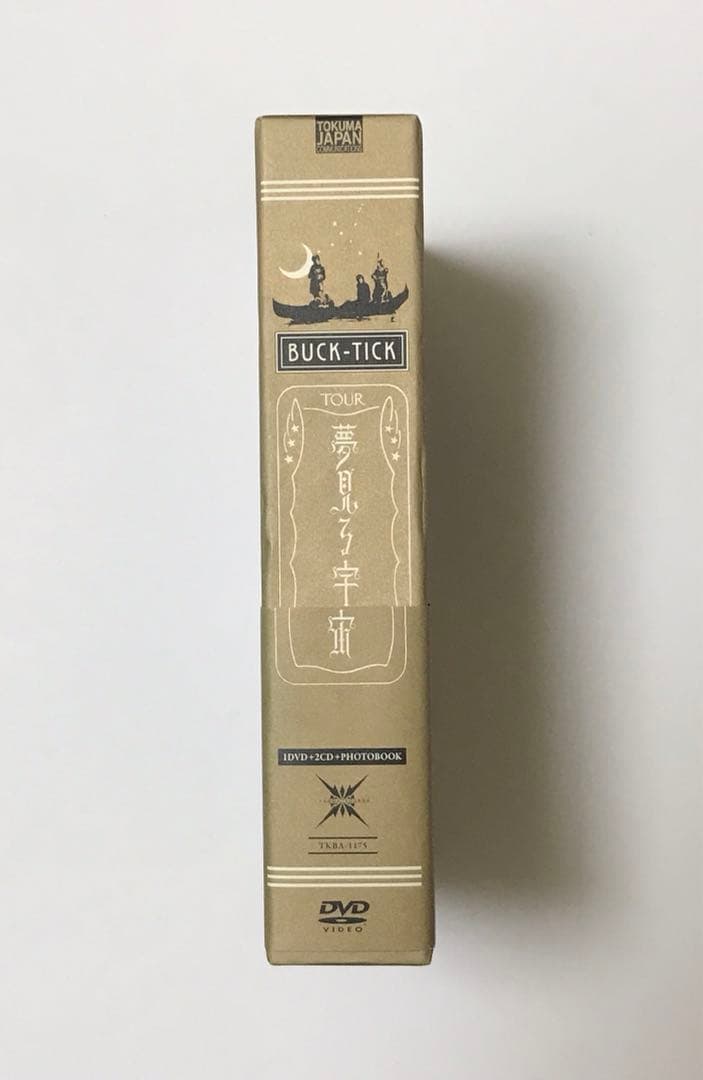 TOKUMA
JAPAN
COMMUNICATIONS
BUCK-TICK
TOUR
夢見る宇宙
1DVD+2CD+PHOTOBOOK
TKBA-1175
DVD
VIDEO